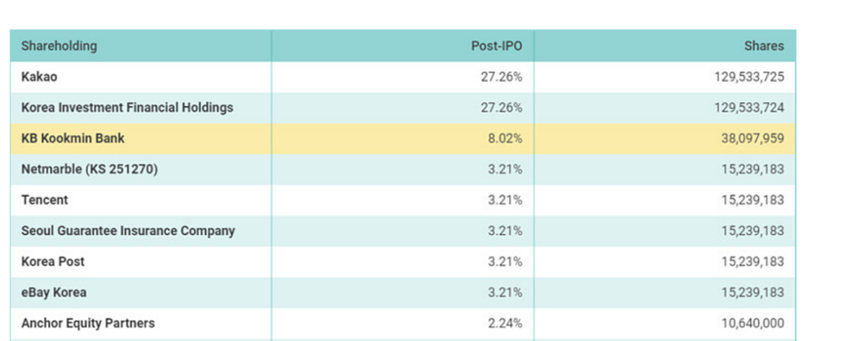 Shareholding Post-IPO Shares
Kakao 27.26% 129,533,725
Korea Investment Financial Holdings 27.26% 129,533,724
KB Kookmin Bank 8.02% 38,097,959
Netmarble (KS 251270) 3.21% 15,239,183
Tencent 3.21% 15,239,183
Seoul Guarantee Insurance Company 3.21% 15,239,183
Korea Post 3.21% 15,239,183
eBay Korea 3.21% 15,239,183
Anchor Equity Partners 2.24% 10,640,000